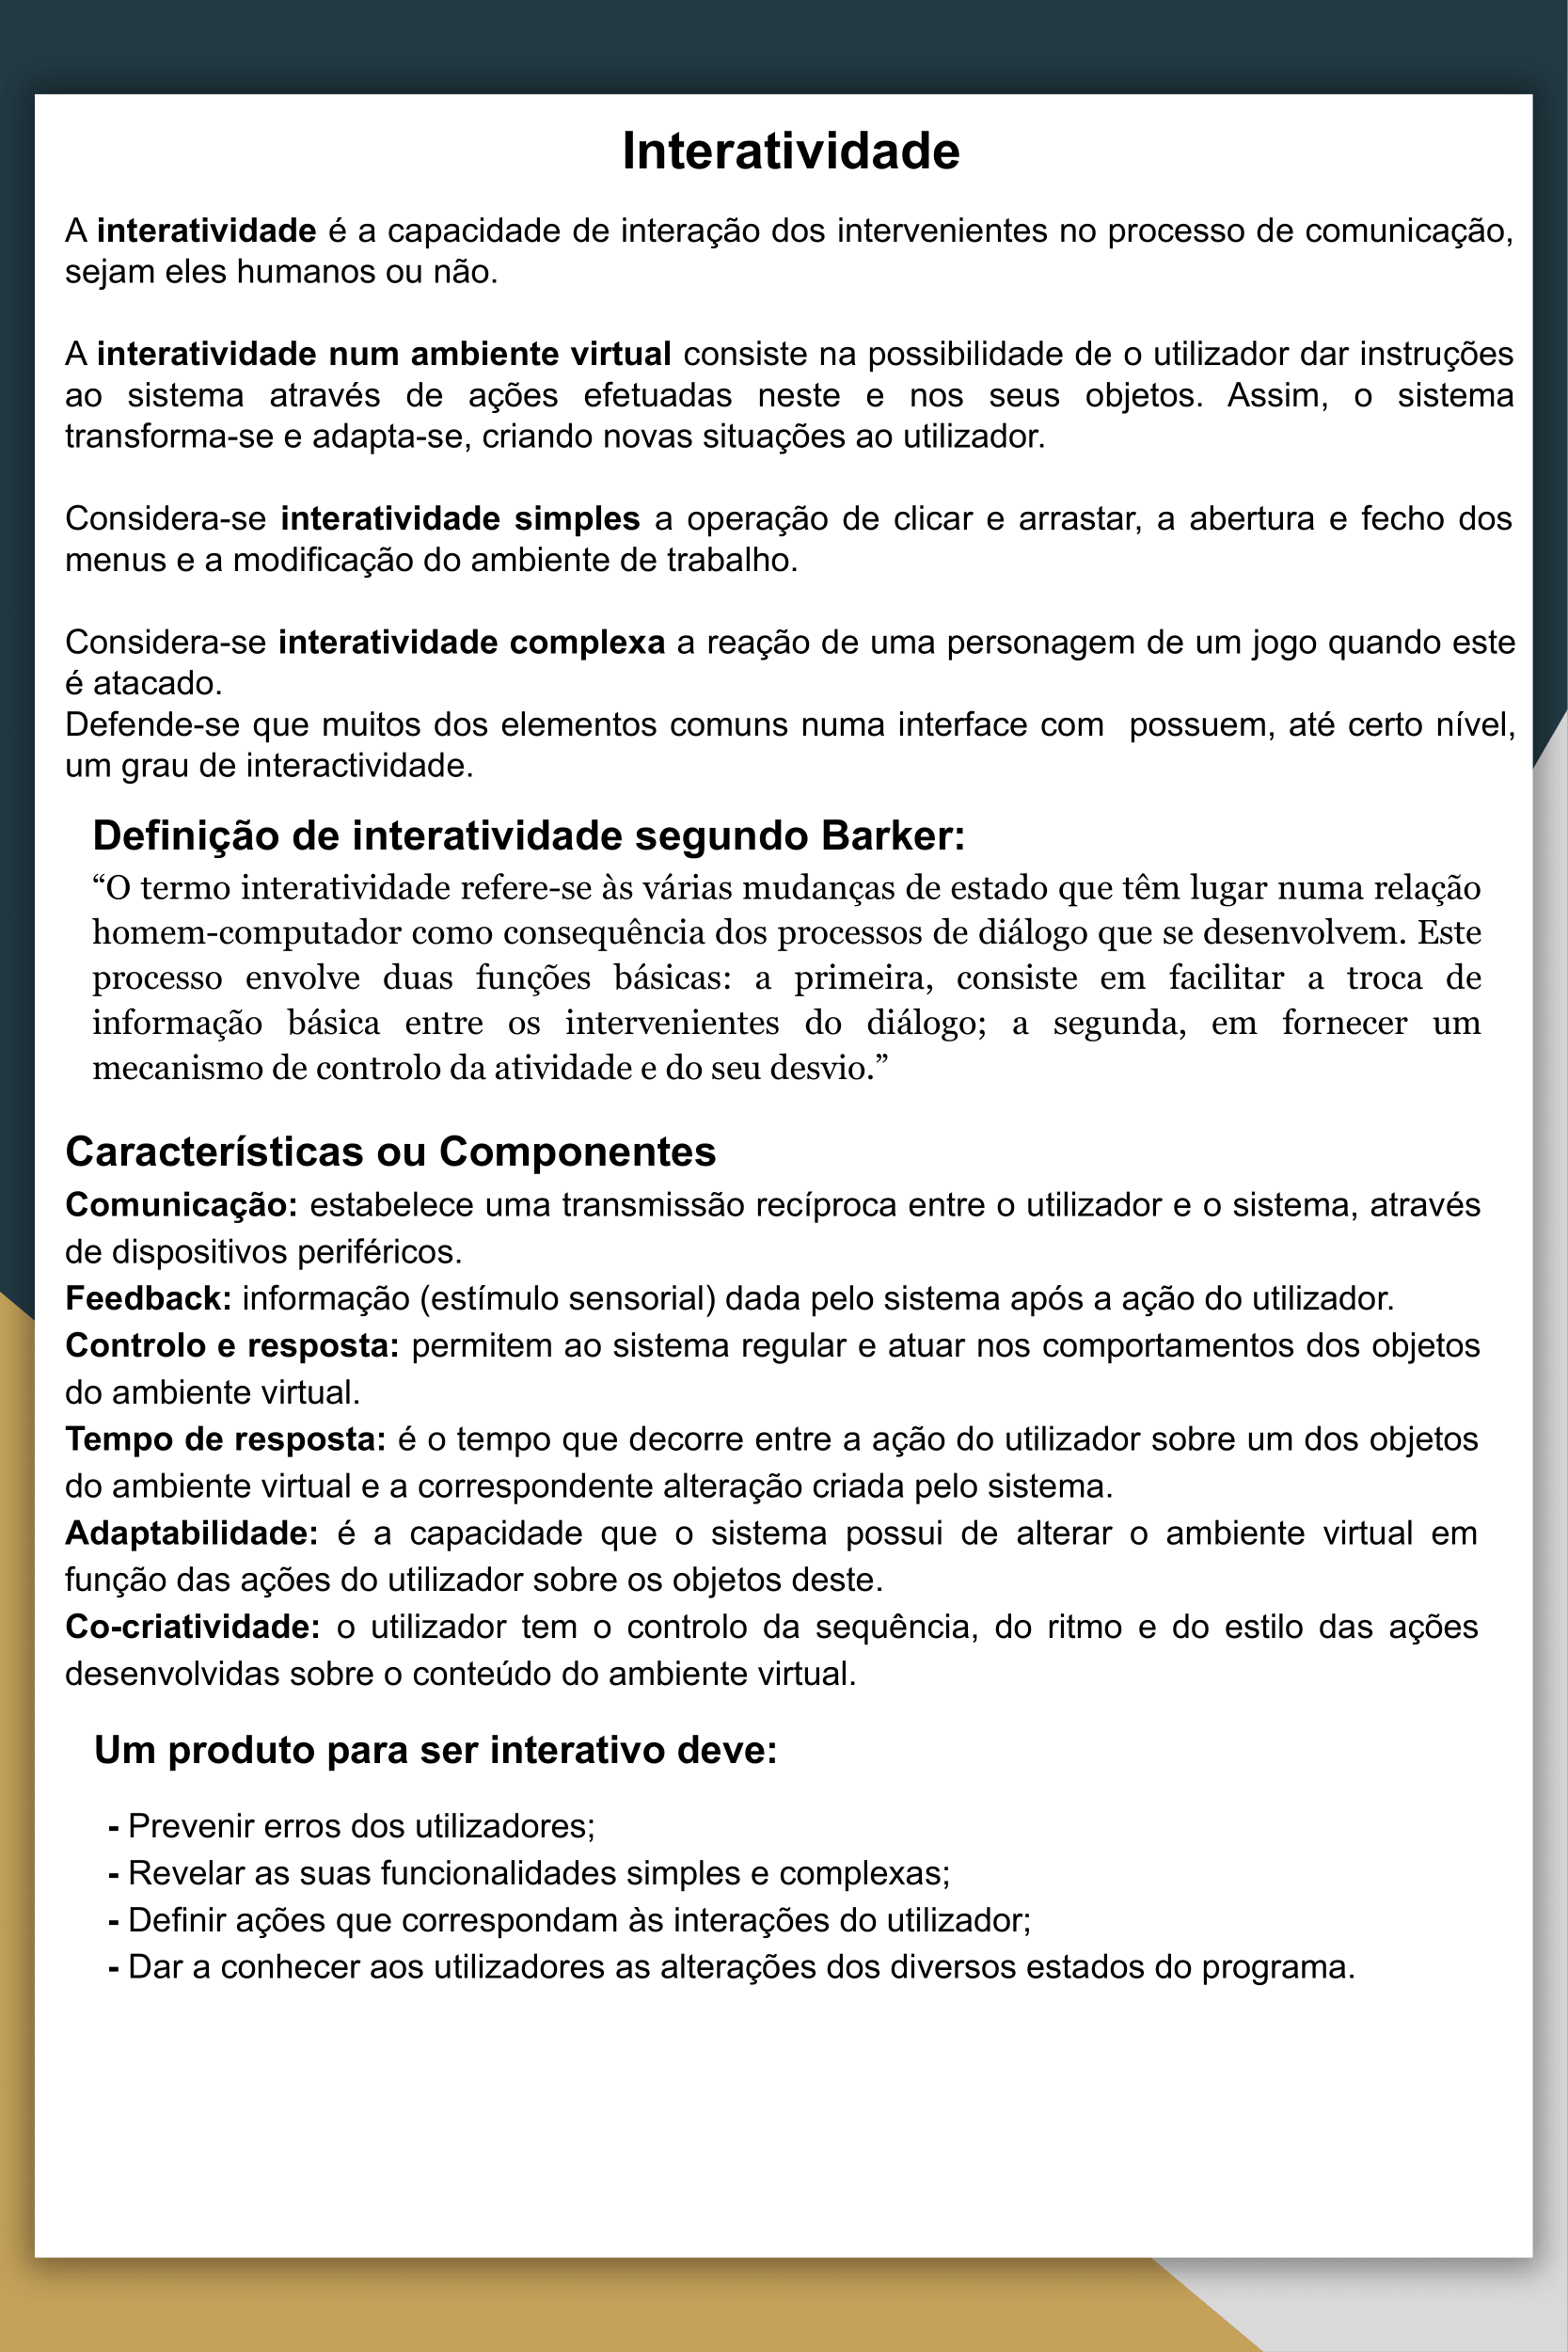 Interatividade
A interatividade é a capacidade de interação dos intervenientes no processo de comunicação,
sejam eles humanos ou não.
A interatividade num ambiente virtual consiste na possibilidade de o utilizador dar instruções
ao sistema através de ações efetuadas neste e nos seus objetos. Assim, o sistema
transforma-se e adapta-se, criando novas situações ao utilizador.
Considera-se interatividade simples a operação de clicar e arrastar, a abertura e fecho dos
menus e a modificação do ambiente de trabalho.
Considera-se interatividade complexa a reação de uma personagem de um jogo quando este
é atacado.
Defende-se que muitos dos elementos comuns numa interface com  possuem, até certo nível,
um grau de interactividade.
Definição de interatividade segundo Barker:
“O termo interatividade refere-se às várias mudanças de estado que têm lugar numa relação
homem-computador como consequência dos processos de diálogo que se desenvolvem. Este
processo envolve duas funções básicas: a primeira, consiste em facilitar a troca de
informação básica entre os intervenientes do diálogo; a segunda, em fornecer um
mecanismo de controlo da atividade e do seu desvio.”
Características ou Componentes
Comunicação: estabelece uma transmissão recíproca entre o utilizador e o sistema, através
de dispositivos periféricos.
Feedback: informação (estímulo sensorial) dada pelo sistema após a ação do utilizador.
Controlo e resposta: permitem ao sistema regular e atuar nos comportamentos dos objetos
do ambiente virtual.
Tempo de resposta: é o tempo que decorre entre a ação do utilizador sobre um dos objetos
do ambiente virtual e a correspondente alteração criada pelo sistema.
Adaptabilidade: é a capacidade que o sistema possui de alterar o ambiente virtual em
função das ações do utilizador sobre os objetos deste.
Co-criatividade: o utilizador tem o controlo da sequência, do ritmo e do estilo das ações
desenvolvidas sobre o conteúdo do ambiente virtual.
Um produto para ser interativo deve:
- Prevenir erros dos utilizadores;
- Revelar as suas funcionalidades simples e complexas;
- Definir ações que correspondam às interações do utilizador;
- Dar a conhecer aos utilizadores as alterações dos diversos estados do programa.